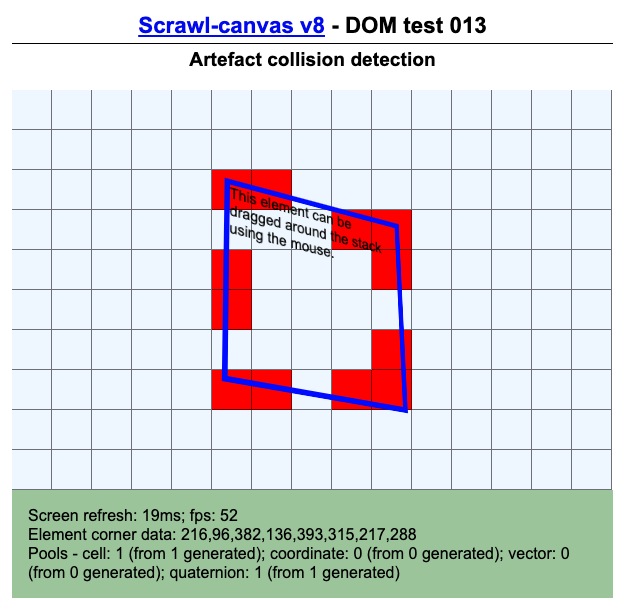 Scrawl-canvas v8 - DOM test 013
Artefact collision detection
This element can be
dragged around the stack
using the mouse.
Screen refresh: 19ms; fps: 52
Element corner data: 216,96,382,136,393,315,217,288
Pools - cell: 1 (from 1 generated); coordinate: 0 (from 0 generated); vector: 0
(from 0 generated); quaternion: 1 (from 1 generated)